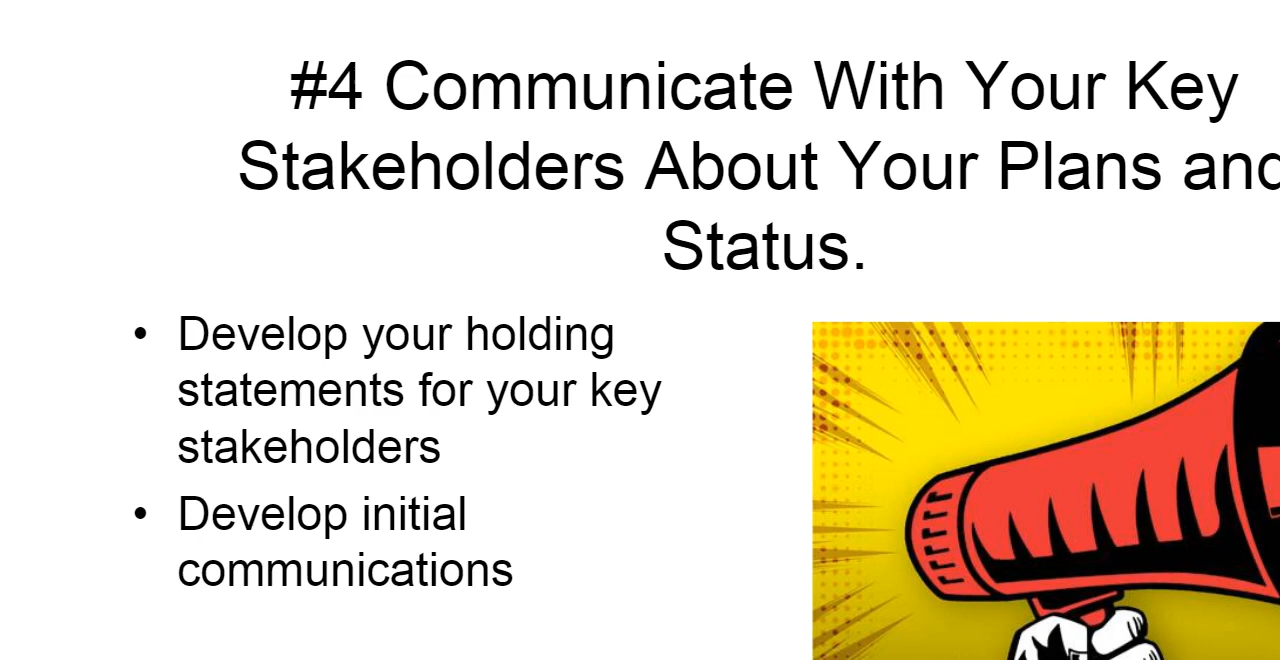 #4 Communicate With Your Key
Stakeholders About Your Plans and
Status.
• Develop your holding
statements for your key
stakeholders
• Develop initial
communications